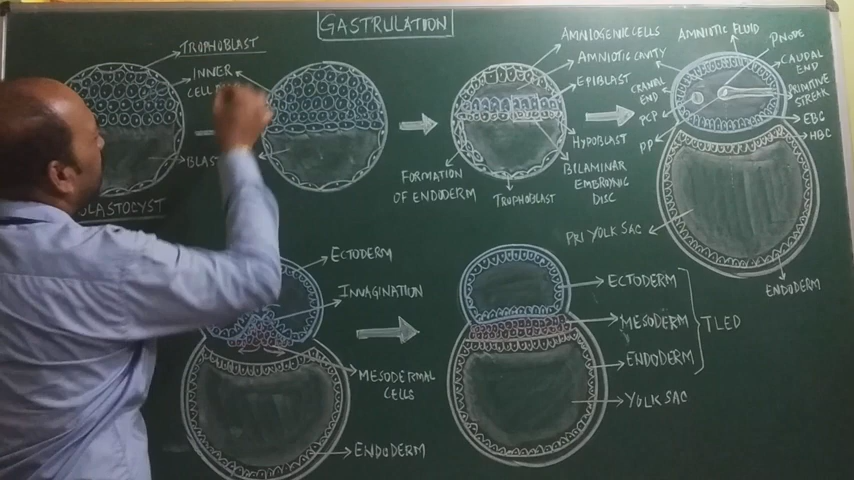 GASTRULATION
TROPHOBLAST
INNER
CELL
BLAST
LASTOCYST
FORMATION
OF ENDODERM
TROPHOBLAST
AMNIOGENIC CELLS
AMNIOTIC CAVITY
EPIBLAST
HYPOBLAST
BILAMINAR
EMBRYONIC
DISC
AMNIOTIC FLUID
CRANIAL
END
PCP
PP
PNODE
CAUDAL
END
PRIMITIVE
STREAK
EBC
HBC
PRI YOLK SAC
ENDODERM
ECTODERM
INVAGINATION
MESODERMAL
CELLS
ENDODERM
ECTODERM
MESODERM
ENDODERM
TLED
YOLK SAC